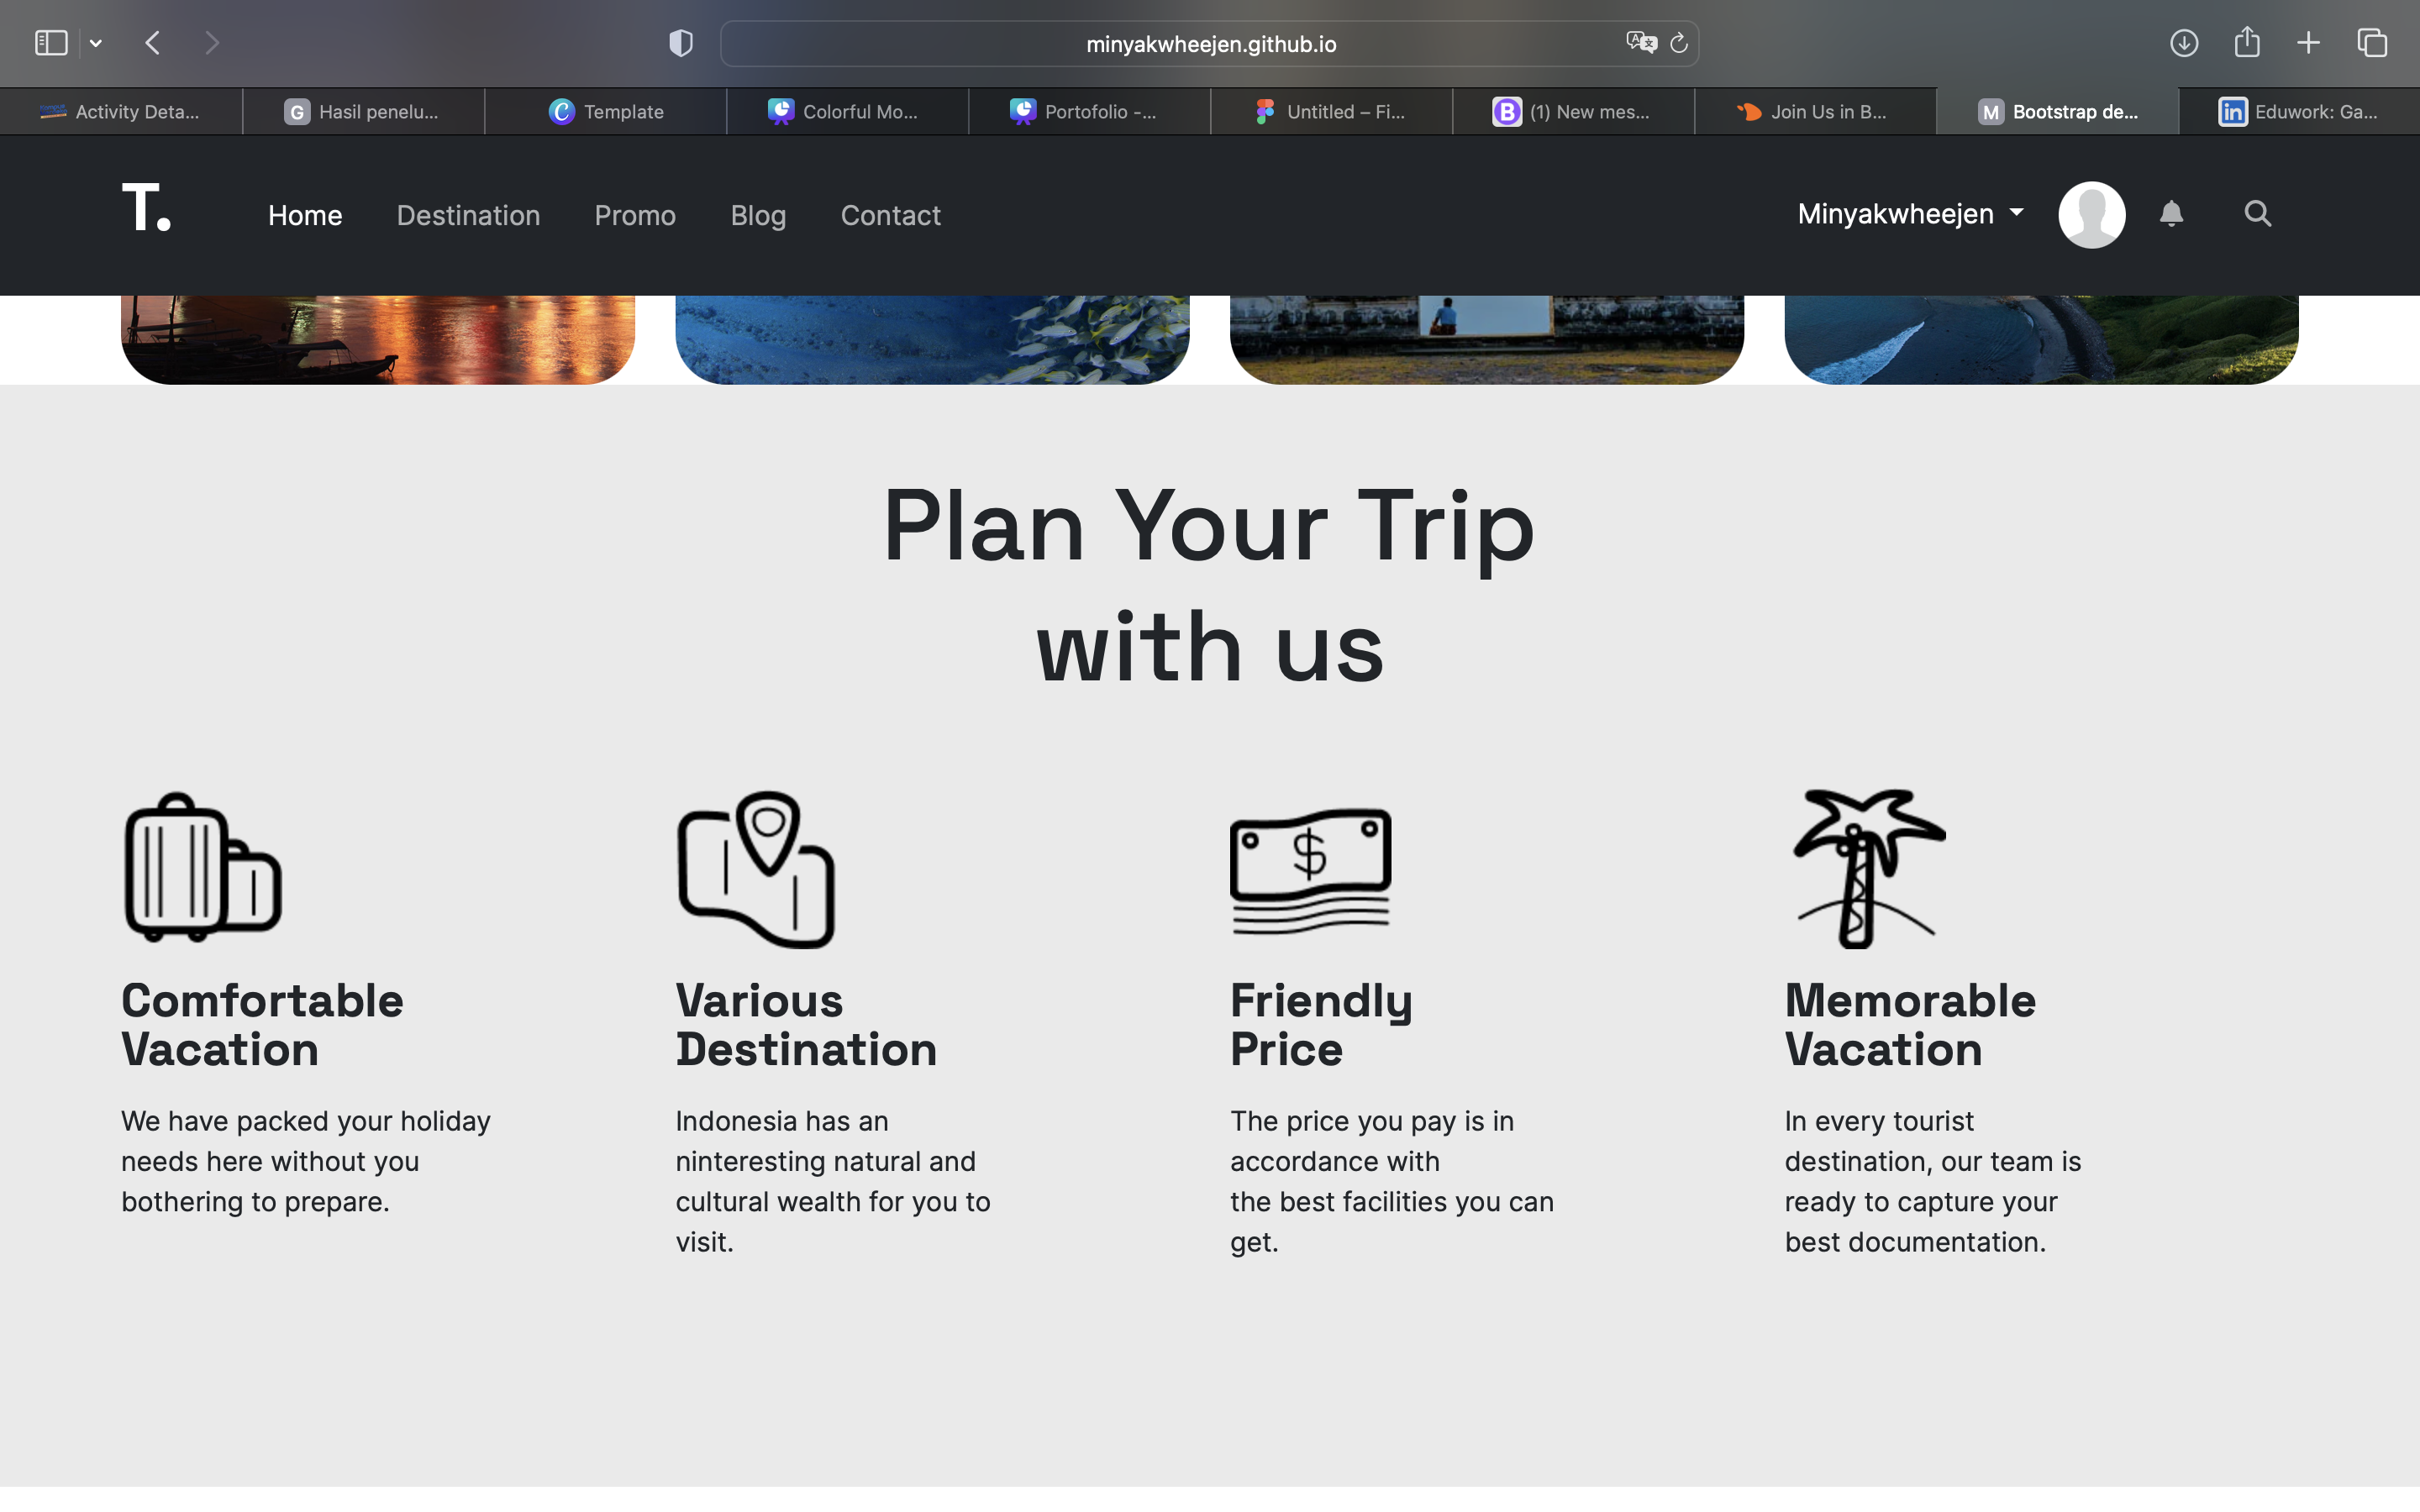 minyakwheejen.github.io
Activity Deta...
G Hasil penelu...
Template
Colorful Mo...
Portofolio -...
Untitled – Fi...
B (1) New mes...
Join Us in B...
M Bootstrap de...
in Eduwork: Ga...
T. Home Destination Promo Blog Contact Minyakwheejen
Plan Your Trip
with us
$
Comfortable
Vacation
We have packed your holiday
needs here without you
bothering to prepare.
Various
Destination
Indonesia has an
ninteresting natural and
cultural wealth for you to
visit.
Friendly
Price
The price you pay is in
accordance with
the best facilities you can
get.
Memorable
Vacation
In every tourist
destination, our team is
ready to capture your
best documentation.